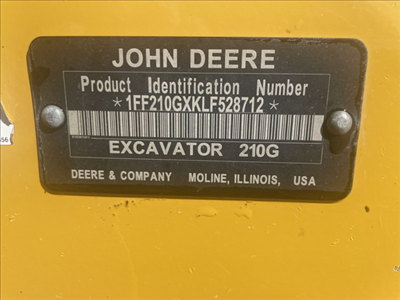 JOHN DEERE
Product Identification Number
*1FF210GXKLF528712*
EXCAVATOR 210G
DEERE & COMPANY MOLINE, ILLINOIS, USA